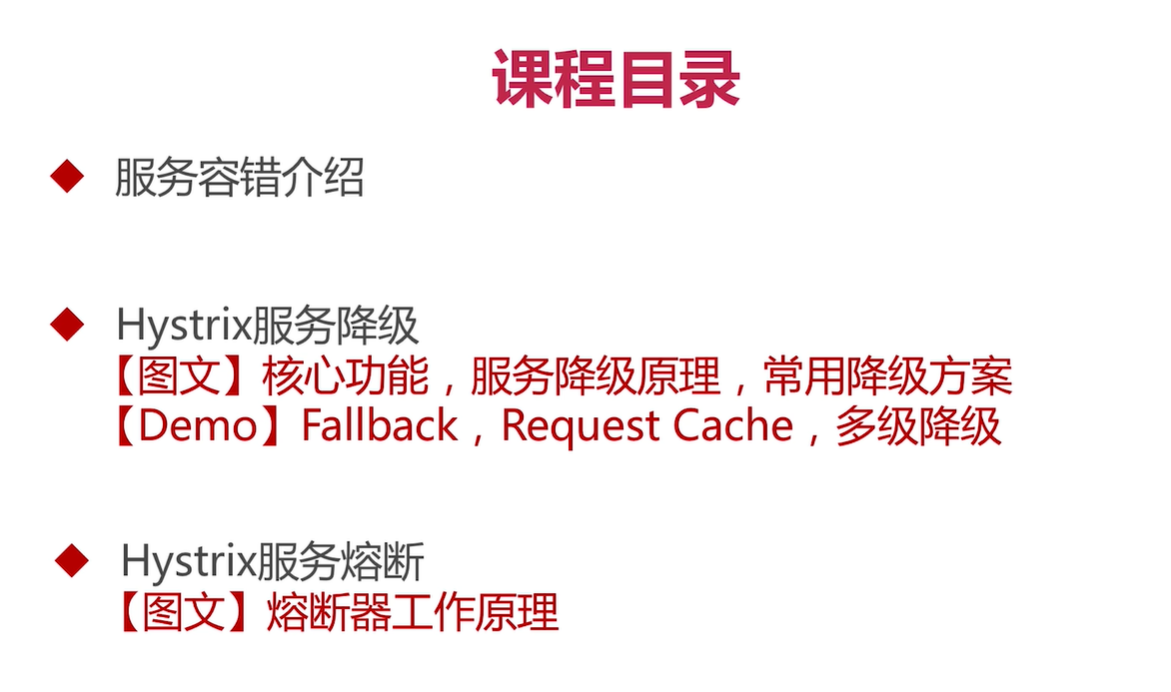 课程目录
服务容错介绍
Hystrix服务降级
【图文】核心功能，服务降级原理，常用降级方案
【Demo】Fallback，Request Cache，多级降级
Hystrix服务熔断
【图文】熔断器工作原理